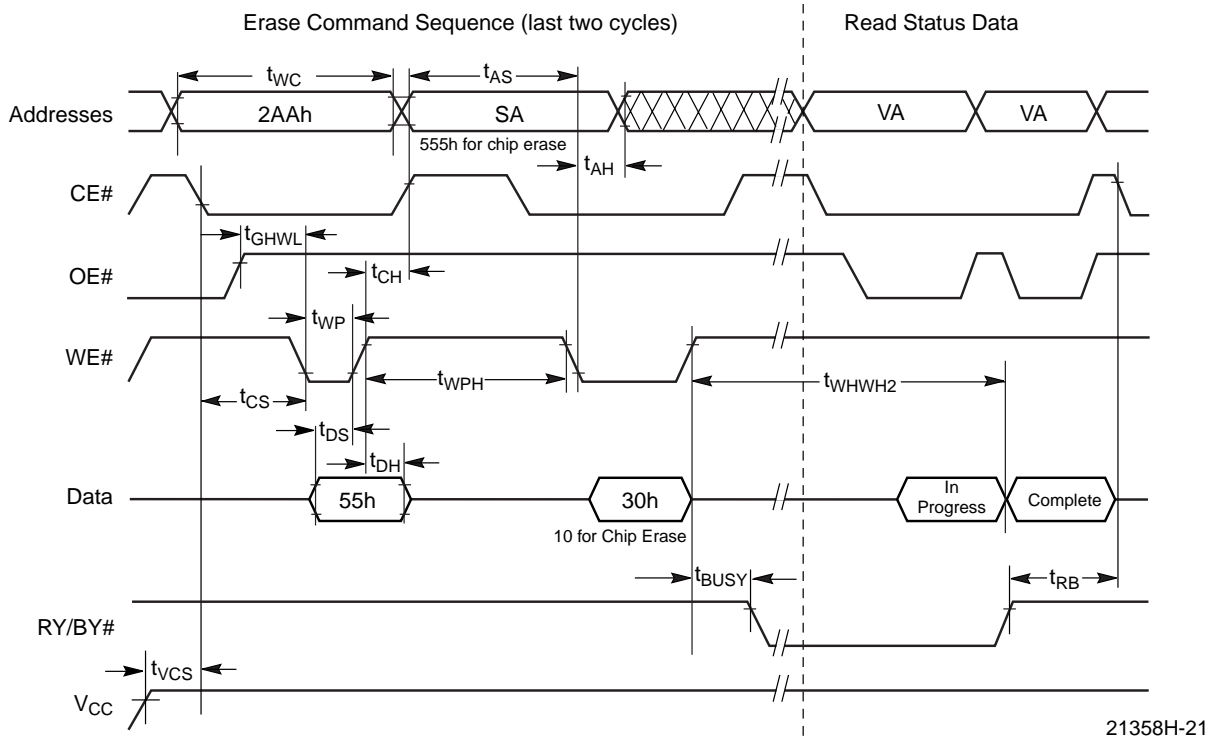 Erase Command Sequence (last two cycles)
Read Status Data
tWC
tAS
Addresses
2AAh
SA
VA
VA
555h for chip erase
tAH
CE#
tGHWL
OE#
tCH
tWP
WE#
tWPH
tWHWH2
tCS
tDS
tDH
Data
55h
30h
In
Progress
Complete
10 for Chip Erase
tBUSY
tRB
RY/BY#
tVCS
VCC
21358H-21